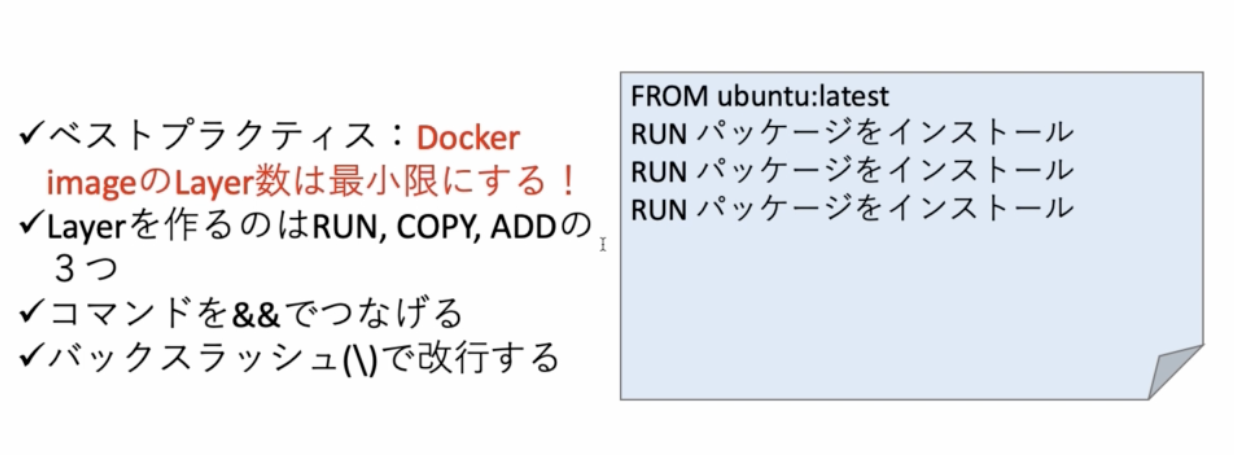 ✓ベストプラクティス：Docker
imageのLayer数は最小限にする！
✓Layerを作るのはRUN, COPY, ADDの
３つ
✓コマンドを&&でつなげる
✓バックスラッシュ(\)で改行する
FROM ubuntu:latest
RUN パッケージをインストール
RUN パッケージをインストール
RUN パッケージをインストール